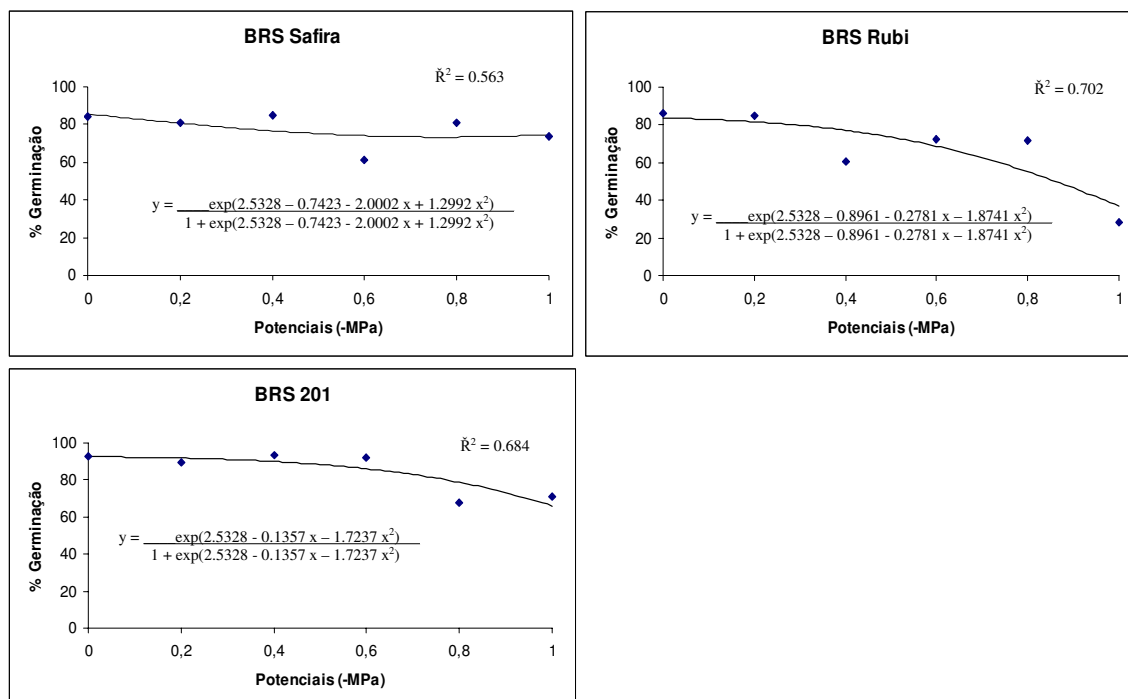 BRS Safira
Ř² = 0.563
% Germinação
100
80
60
40
20
0
y = exp(2.5328 – 0.7423 - 2.0002 x + 1.2992 x²)
1 + exp(2.5328 – 0.7423 - 2.0002 x + 1.2992 x²)
0 0,2 0,4 0,6 0,8 1
Potenciais (-MPa)
BRS Rubi
Ř² = 0.702
% Germinação
100
80
60
40
20
0
y = exp(2.5328 – 0.8961 - 0.2781 x – 1.8741 x²)
1 + exp(2.5328 – 0.8961 - 0.2781 x – 1.8741 x²)
0 0,2 0,4 0,6 0,8 1
Potenciais (-MPa)
BRS 201
Ř² = 0.684
% Germinação
100
80
60
40
20
0
y = exp(2.5328 - 0.1357 x – 1.7237 x²)
1 + exp(2.5328 - 0.1357 x – 1.7237 x²)
0 0,2 0,4 0,6 0,8 1
Potenciais (-MPa)